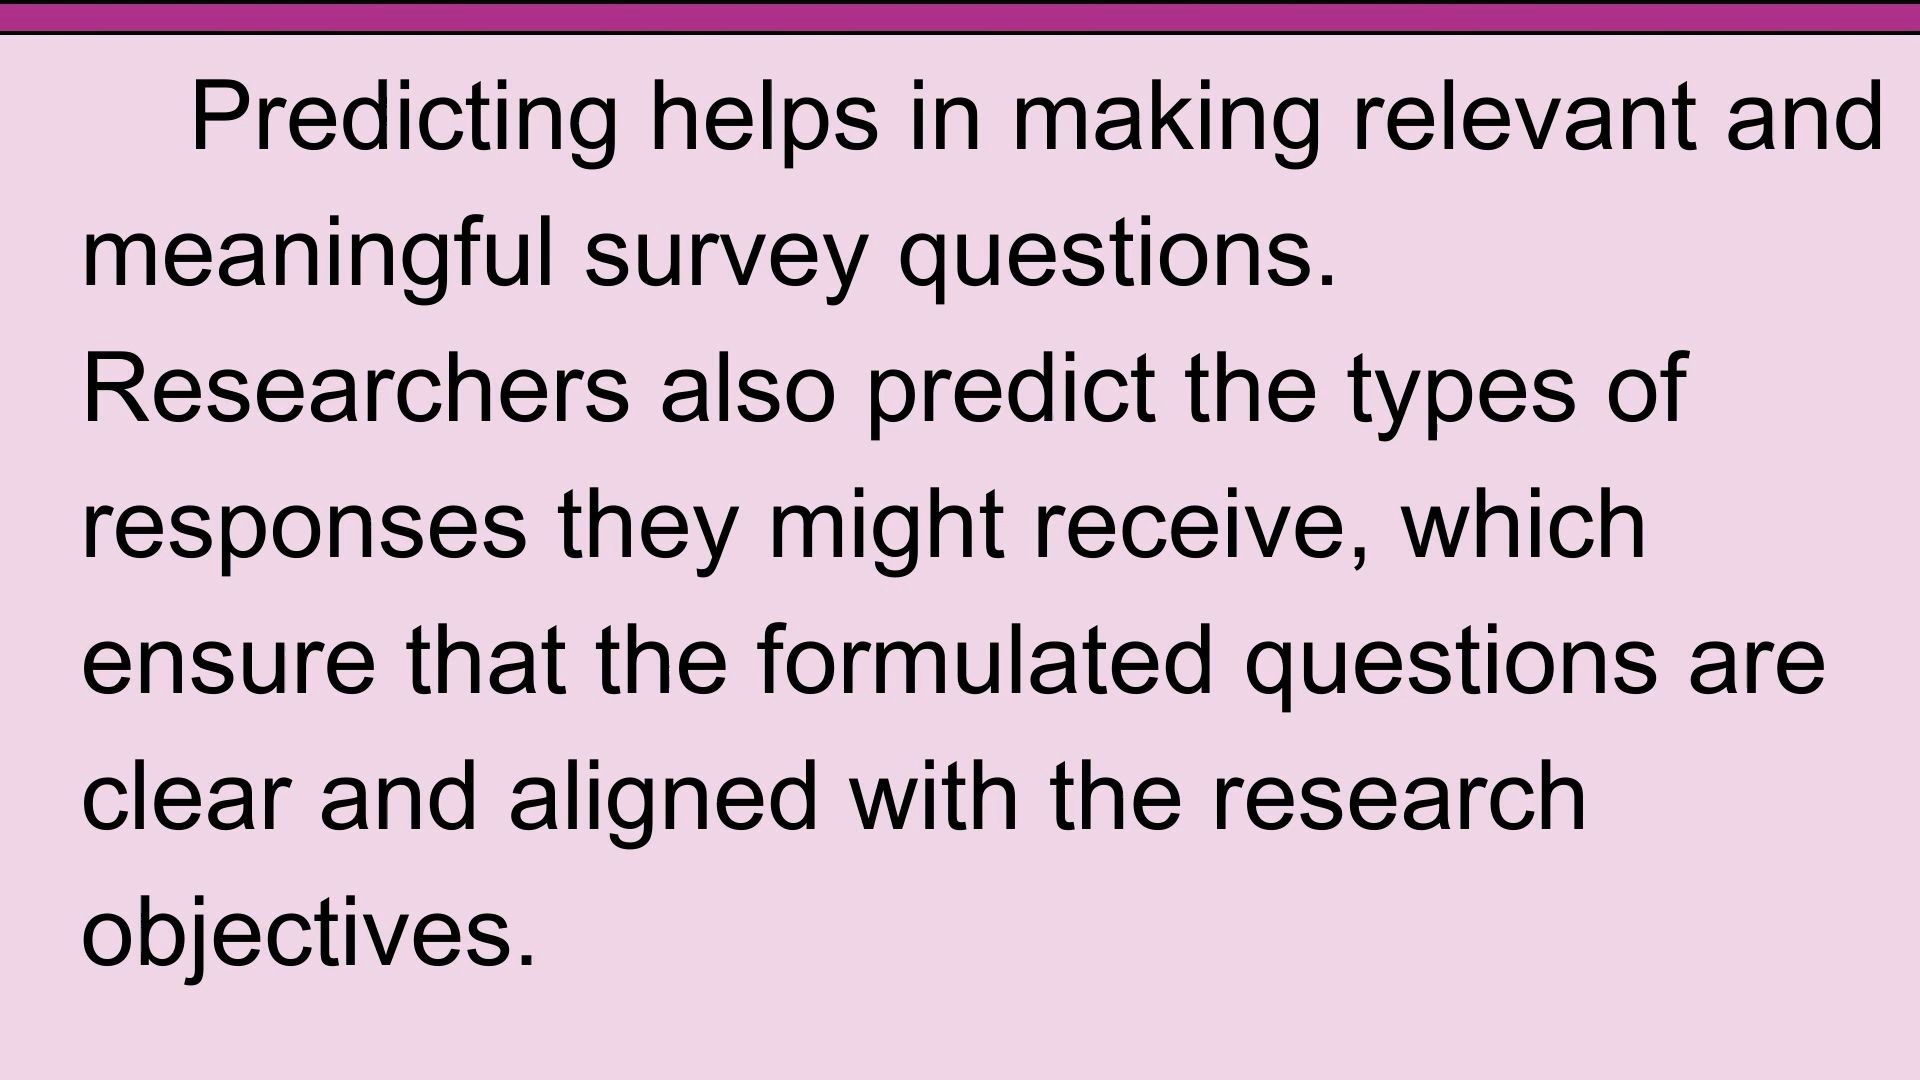 Predicting helps in making relevant and
meaningful survey questions.
Researchers also predict the types of
responses they might receive, which
ensure that the formulated questions are
clear and aligned with the research
objectives.